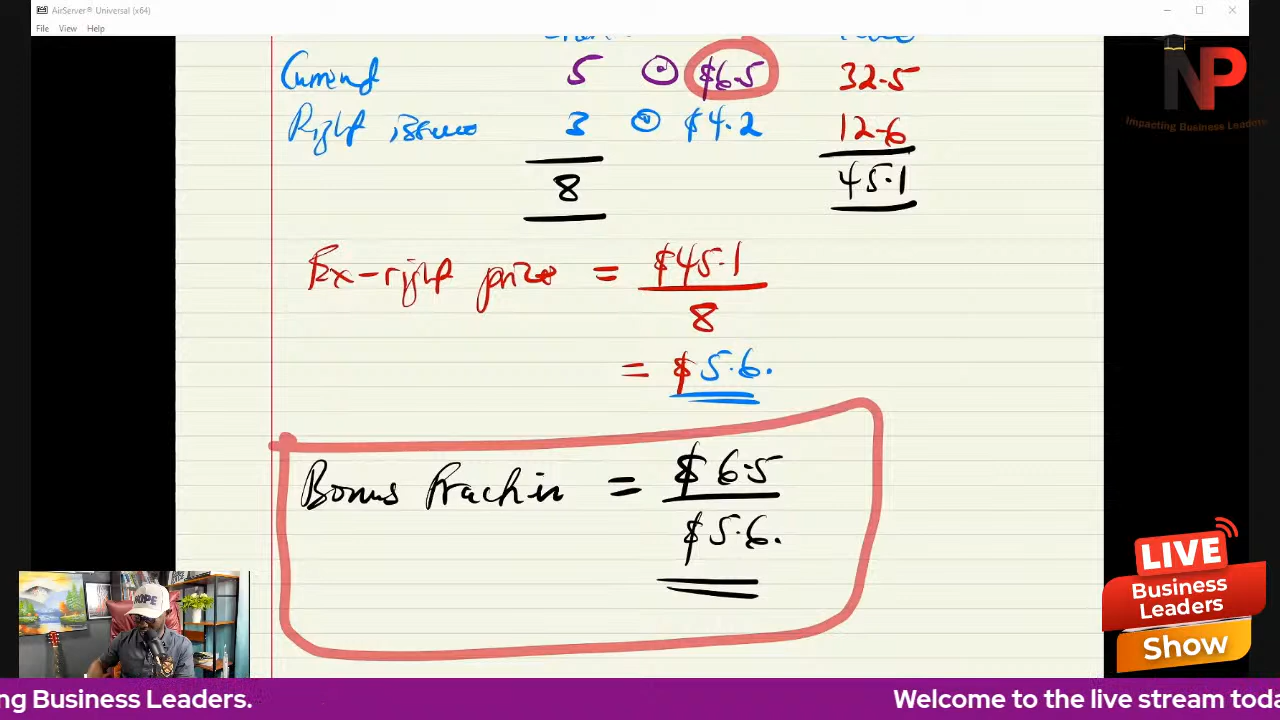 AirServer® Universal (x64)
File View Help
Current 5 @ $6.5 32.5
Right issue 3 @ $4.2 12.6
8 45.1
Ex-right price = $45.1
8
= $5.6.
Bonus fraction = $6.5
$5.6.
NP
Impacting Business Leaders
HOPE
LIVE
Business
Leaders
Show
ng Business Leaders. Welcome to the live stream toda